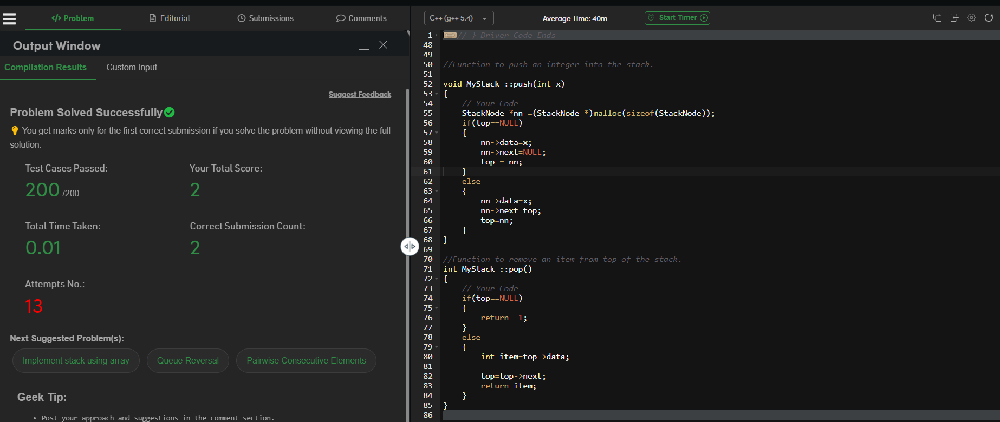 </> Problem
Editorial
Submissions
Comments
Output Window
Compilation Results
Custom Input
Suggest Feedback
Problem Solved Successfully
You get marks only for the first correct submission if you solve the problem without viewing the full
solution.
Test Cases Passed:
Your Total Score:
200 /200
2
Total Time Taken:
Correct Submission Count:
0.01
2
Attempts No.:
13
Next Suggested Problem(s):
Implement stack using array
Queue Reversal
Pairwise Consecutive Elements
Geek Tip:
• Post your approach and suggestions in the comment section.
C++ (g++ 5.4)
Average Time: 40m
Start Timer
1 // } Driver Code Ends
48
49
50 //Function to push an integer into the stack.
51
52 void MyStack ::push(int x)
53 {
54     // Your Code
55     StackNode *nn =(StackNode *)malloc(sizeof(StackNode));
56     if(top==NULL)
57     {
58         nn->data=x;
59         nn->next=NULL;
60         top = nn;
61     }
62     else
63     {
64         nn->data=x;
65         nn->next=top;
66         top=nn;
67     }
68 }
69
70 //Function to remove an item from top of the stack.
71 int MyStack ::pop()
72 {
73     // Your Code
74     if(top==NULL)
75     {
76         return -1;
77     }
78     else
79     {
80         int item=top->data;
81
82         top=top->next;
83         return item;
84     }
85 }
86